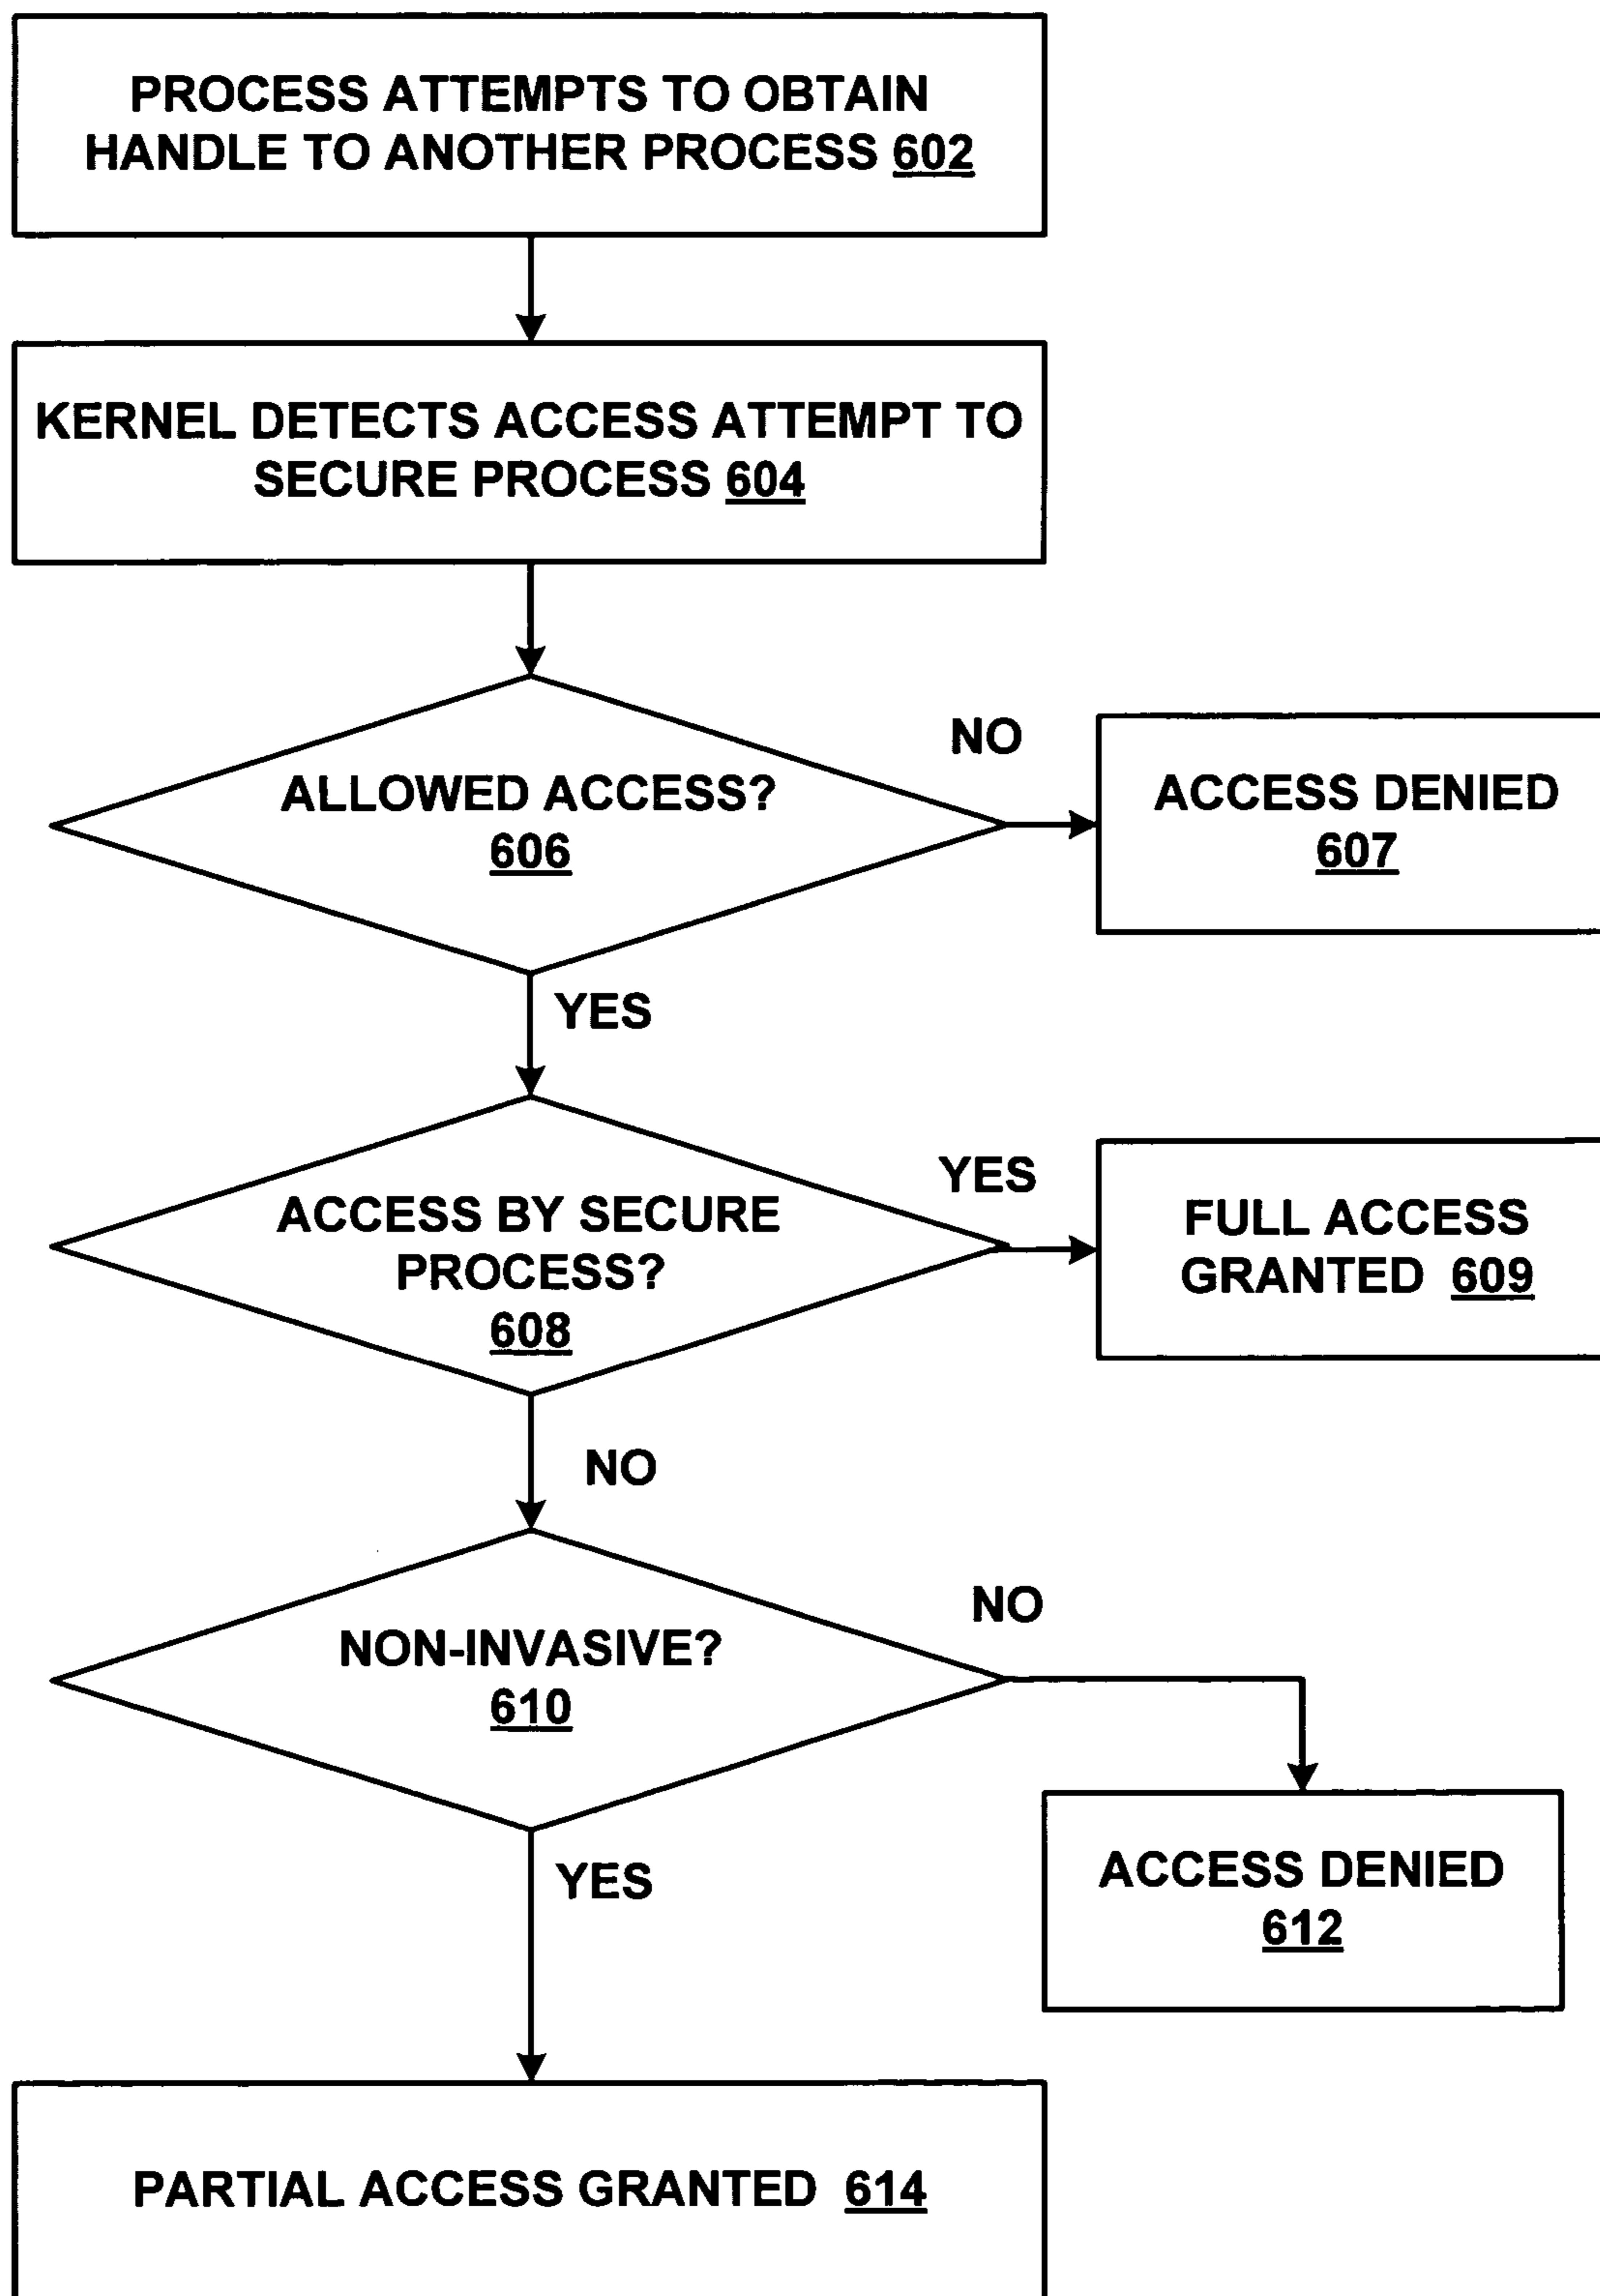 PROCESS ATTEMPTS TO OBTAIN
HANDLE TO ANOTHER PROCESS 602
KERNEL DETECTS ACCESS ATTEMPT TO
SECURE PROCESS 604
ALLOWED ACCESS?
606
NO
ACCESS DENIED
607
YES
ACCESS BY SECURE
PROCESS?
608
YES
FULL ACCESS
GRANTED 609
NO
NON-INVASIVE?
610
NO
ACCESS DENIED
612
YES
PARTIAL ACCESS GRANTED 614